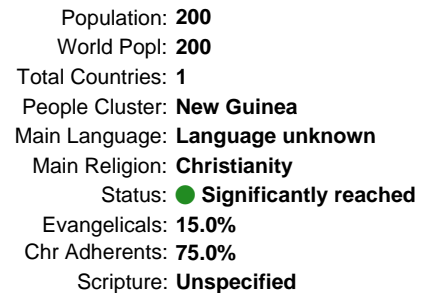 Population: 200
World Popl: 200
Total Countries: 1
People Cluster: New Guinea
Main Language: Language unknown
Main Religion: Christianity
Status: Significantly reached
Evangelicals: 15.0%
Chr Adherents: 75.0%
Scripture: Unspecified